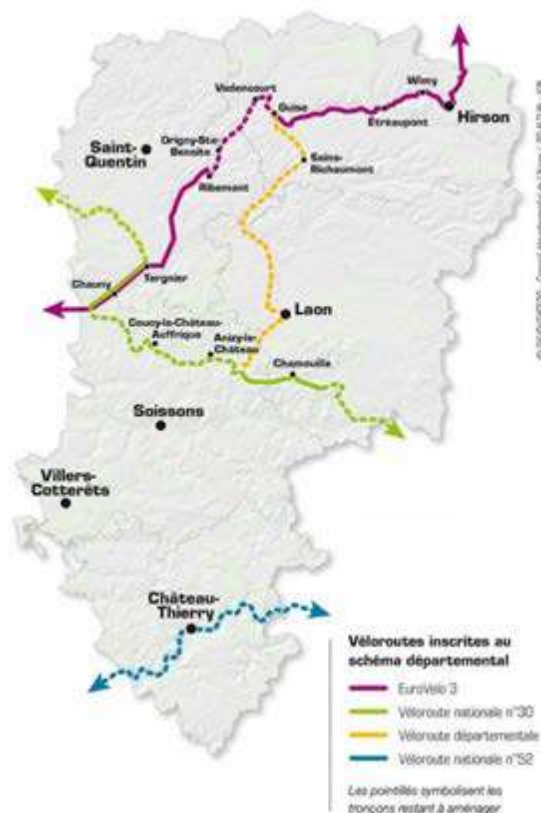 Vadencourt
Guise
Wimy
Hirson
Etréaupont
Origny-Ste-
Benoite
Saint-
Quentin
Sains-
Richaumont
Ribemont
Chauny
Tergnier
Laon
Coucy-le-Château-
Auffrique
Anizy-le-
Château
Chamouille
Soissons
Villers-
Cotterêts
Château-
Thierry
Véloroutes inscrites au
schéma départemental
EuroVelo 3
Véloroute nationale n°30
Véloroute départementale
Véloroute nationale n°52
Les pointillés symbolisent les
tronçons restant à aménager